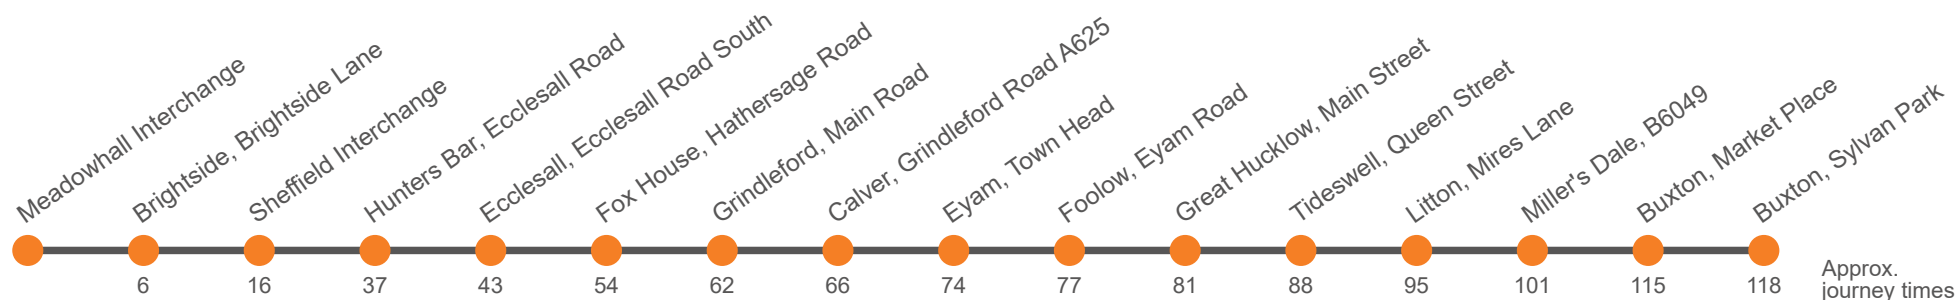 Meadowhall Interchange
Brightside, Brightside Lane
Sheffield Interchange
Hunters Bar, Ecclesall Road
Ecclesall, Ecclesall Road South
Fox House, Hathersage Road
Grindleford, Main Road
Calver, Grindleford Road A625
Eyam, Town Head
Foolow, Eyam Road
Great Hucklow, Main Street
Tideswell, Queen Street
Litton, Mires Lane
Miller's Dale, B6049
Buxton, Market Place
Buxton, Sylvan Park
6 16 37 43 54 62 66 74 77 81 88 95 101 115 118
Approx.
journey times